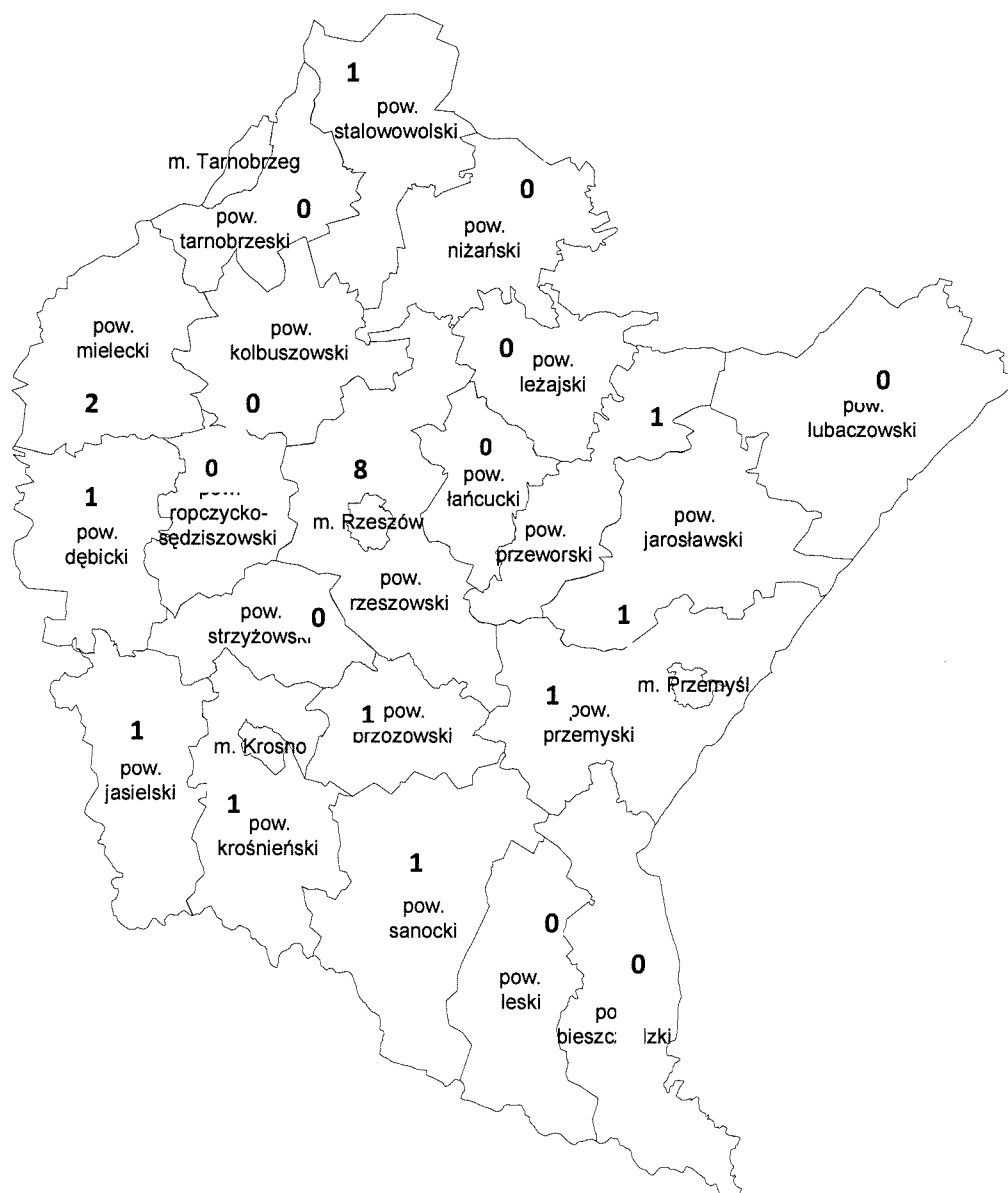 1
pow.
stalowowolski
m. Tarnobrzeg
0
pow.
tarnobrzeski
0
pow.
niżański
pow.
mielecki
2
pow.
kolbuszowski
0
0
pow.
leżajski
1
0
pow.
lubaczowski
1
pow.
dębicki
0
ropczycko-
sędziszowski
8
m. Rzeszów
pow.
rzeszowski
0
pow.
łańcucki
pow.
przeworski
pow.
jarosławski
1
pow.
0
1
pow.
przemyski
m. Przemyśl
1
pow.
jasielski
m. Krosno
1
pow.
krośnieński
1
pow.
1
pow.
sanocki
0
pow.
leski
0